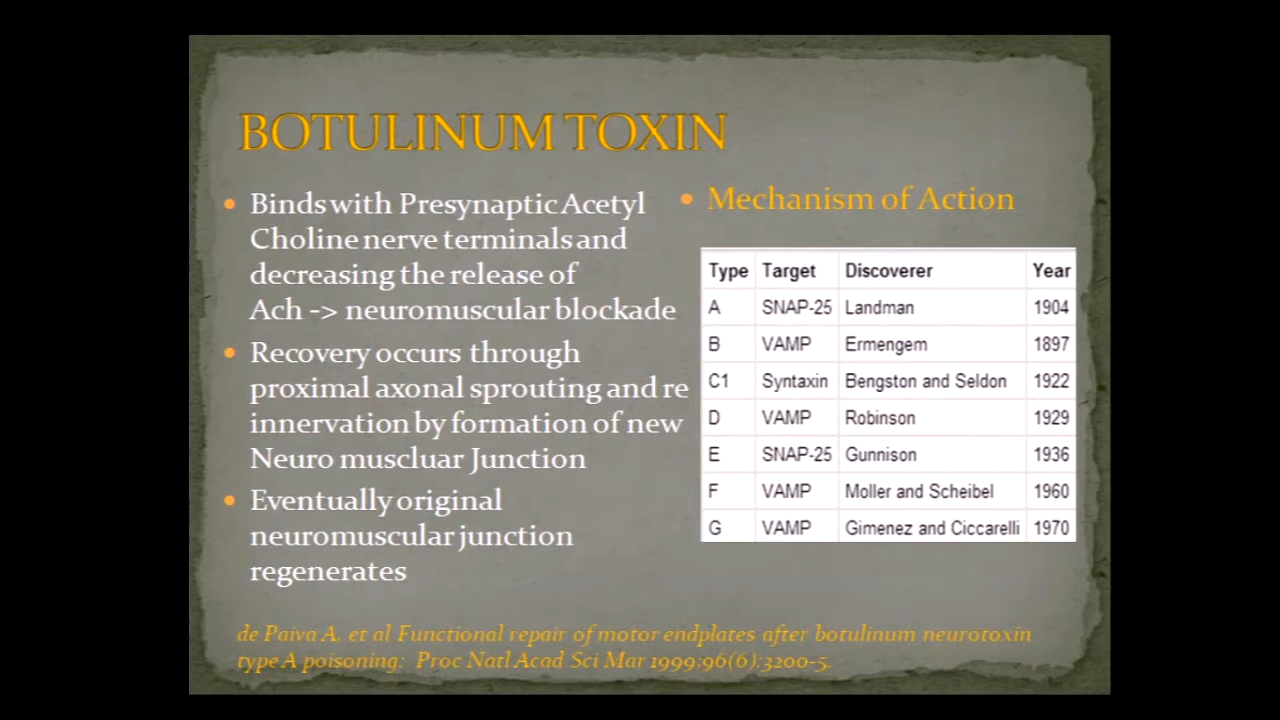 BOTULINUM TOXIN
• Binds with Presynaptic Acetyl
Choline nerve terminals and
decreasing the release of
Ach -> neuromuscular blockade
• Recovery occurs through
proximal axonal sprouting and re
innervation by formation of new
Neuro muscluar Junction
• Eventually original
neuromuscular junction
regenerates
• Mechanism of Action
Type Target Discoverer Year
A SNAP-25 Landman 1904
B VAMP Ermengem 1897
C1 Syntaxin Bengston and Seldon 1922
D VAMP Robinson 1929
E SNAP-25 Gunnison 1936
F VAMP Moller and Scheibel 1960
G VAMP Gimenez and Ciccarelli 1970
de Paiva A, et al Functional repair of motor endplates after botulinum neurotoxin
type A poisoning: Proc Natl Acad Sci Mar 1999;96(6):3200-5.